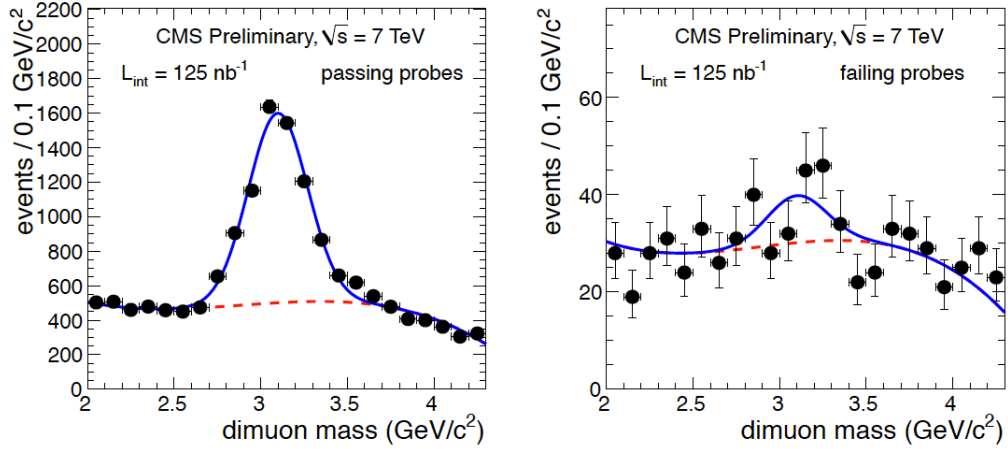 CMS Preliminary, √s = 7 TeV
L_int = 125 nb⁻¹ passing probes
events / 0.1 GeV/c²
0
200
400
600
800
1000
1200
1400
1600
1800
2000
2200
2 2.5 3 3.5 4
dimuon mass (GeV/c²)
CMS Preliminary, √s = 7 TeV
L_int = 125 nb⁻¹ failing probes
events / 0.1 GeV/c²
60
40
20
0
2 2.5 3 3.5 4
dimuon mass (GeV/c²)